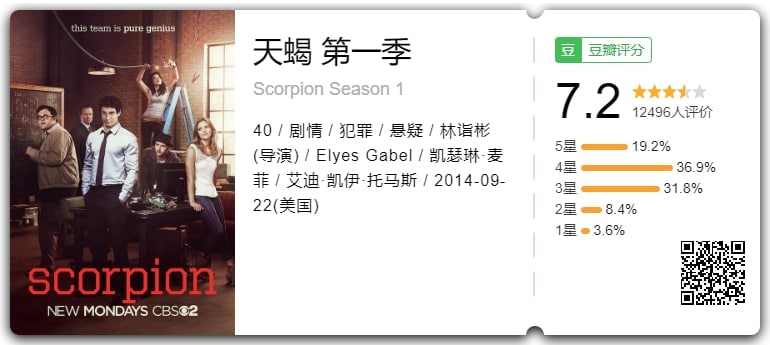 this team is pure genius
scorpion
NEW MONDAYS CBS 2
天蝎 第一季
Scorpion Season 1
40 / 剧情 / 犯罪 / 悬疑 / 林诣彬
(导演) / Elyes Gabel / 凯瑟琳·麦
菲 / 艾迪·凯伊·托马斯 / 2014-09-
22(美国)
豆 豆瓣评分
7.2
12496人评价
5星 19.2%
4星 36.9%
3星 31.8%
2星 8.4%
1星 3.6%